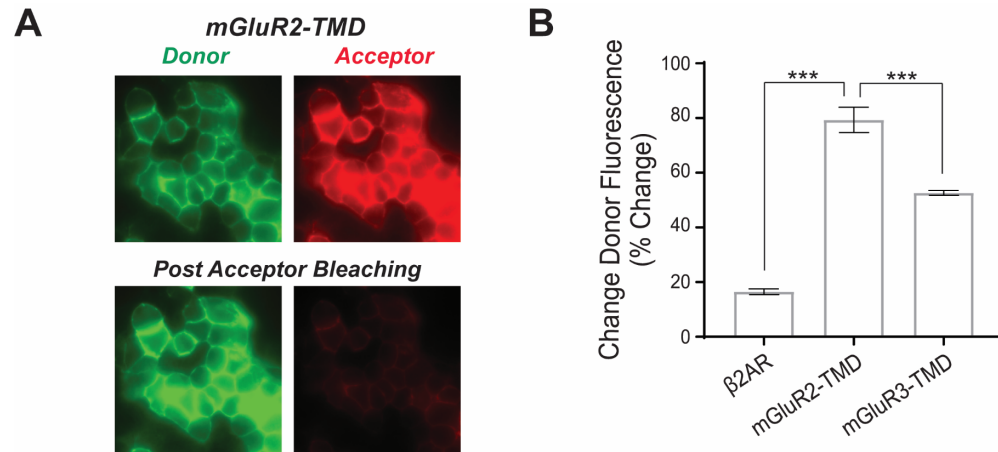 A
mGluR2-TMD
Donor
Acceptor
Post Acceptor Bleaching
B
Change Donor Fluorescence
(% Change)
100
80
60
40
20
0
***
***
β2AR
mGluR2-TMD
mGluR3-TMD